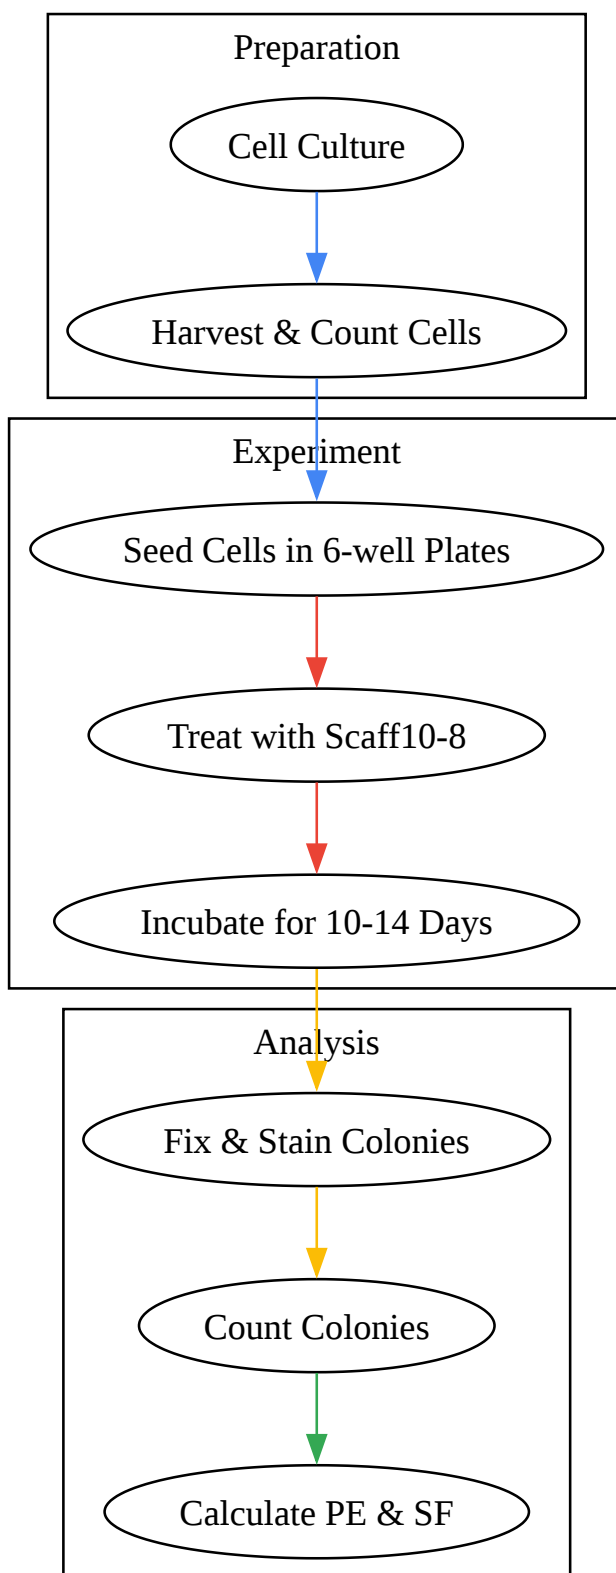 Preparation
Cell Culture
Harvest & Count Cells
Experiment
Seed Cells in 6-well Plates
Treat with Scaff10-8
Incubate for 10-14 Days
Analysis
Fix & Stain Colonies
Count Colonies
Calculate PE & SF